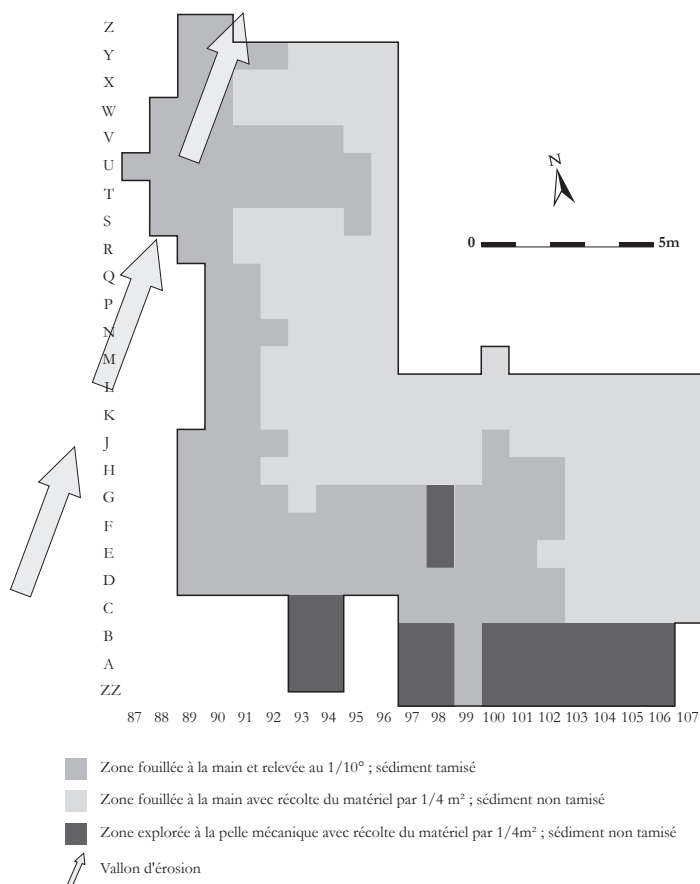 Z
Y
X
W
V
U
T
S
R
Q
P
N
M
L
K
J
H
G
F
E
D
C
B
A
ZZ
N
0 5m
87 88 89 90 91 92 93 94 95 96 97 98 99 100 101 102 103 104 105 106 107
Zone fouillée à la main et relevée au 1/10° ; sédiment tamisé
Zone fouillée à la main avec récolte du matériel par 1/4 m² ; sédiment non tamisé
Zone explorée à la pelle mécanique avec récolte du matériel par 1/4m² ; sédiment non tamisé
Vallon d'érosion